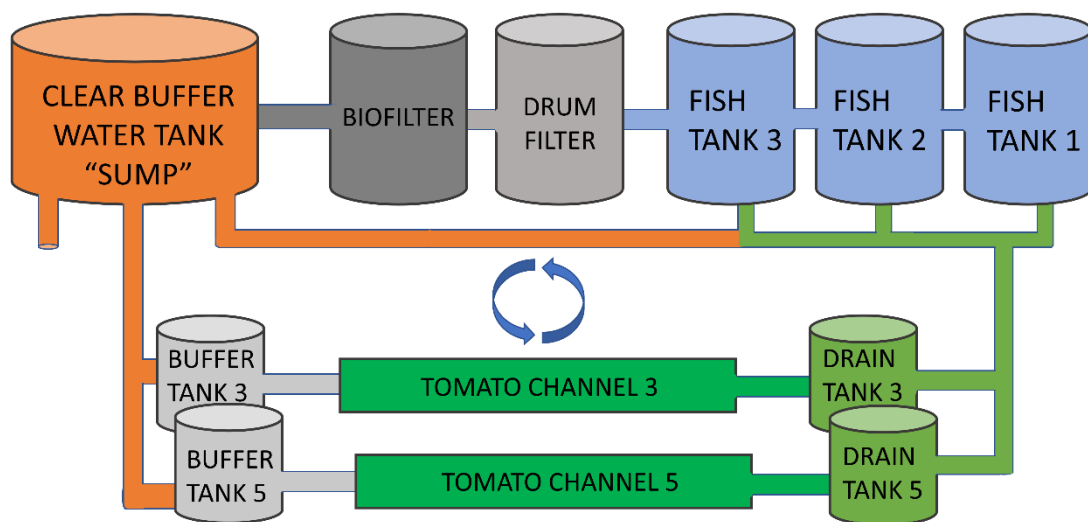 CLEAR BUFFER
WATER TANK
“SUMP”
BIOFILTER
DRUM
FILTER
FISH
TANK 3
FISH
TANK 2
FISH
TANK 1
BUFFER
TANK 3
TOMATO CHANNEL 3
DRAIN
TANK 3
BUFFER
TANK 5
TOMATO CHANNEL 5
DRAIN
TANK 5